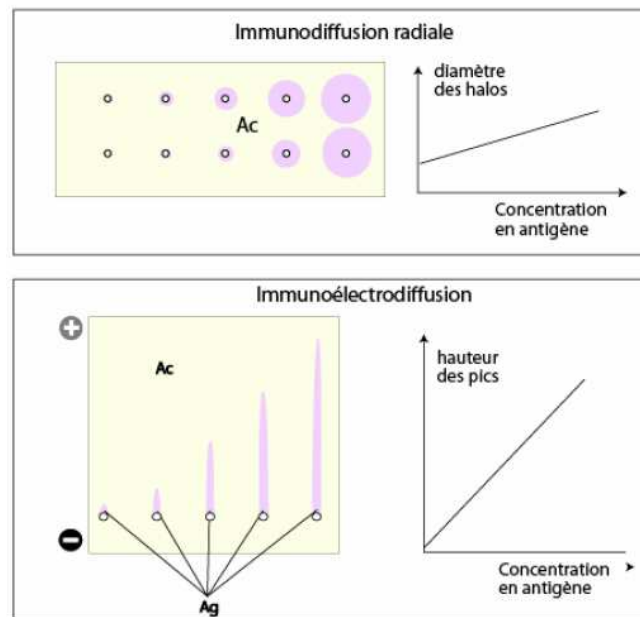 Immunodiffusion radiale
Ac
diamètre
des halos
Concentration
en antigène
Immunoélectrodiffusion
+
Ac
−
Ag
hauteur
des pics
Concentration
en antigène